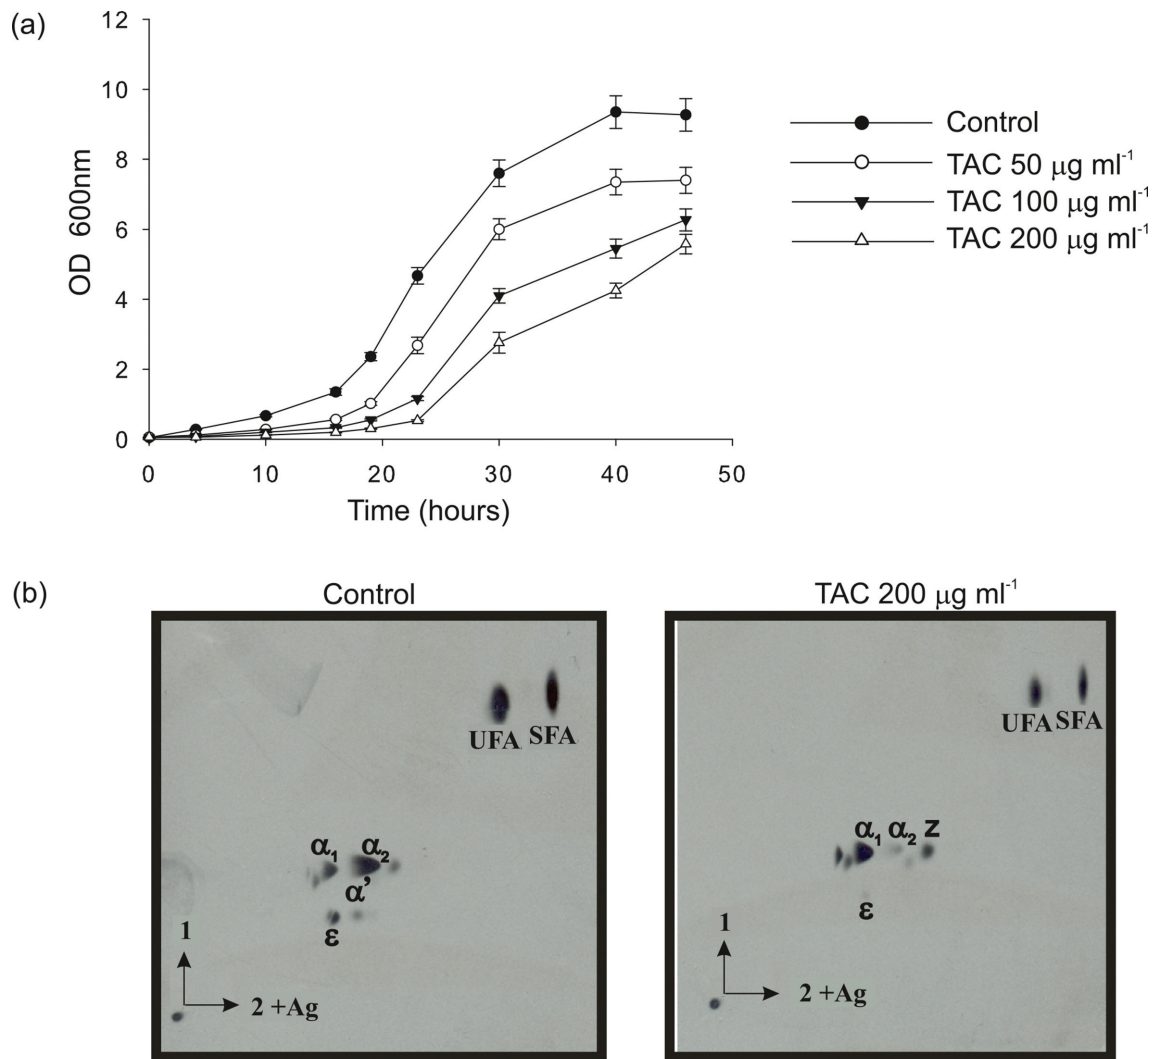 (a)
12
10
8
6
4
2
0
OD 600nm
0 10 20 30 40 50
Time (hours)
Control
TAC 50 μg ml⁻¹
TAC 100 μg ml⁻¹
TAC 200 μg ml⁻¹
(b)
Control
UFA SFA
α₁ α₂
α’
ε
1
2 +Ag
TAC 200 μg ml⁻¹
UFA SFA
α₁ α₂ z
ε
1
2 +Ag